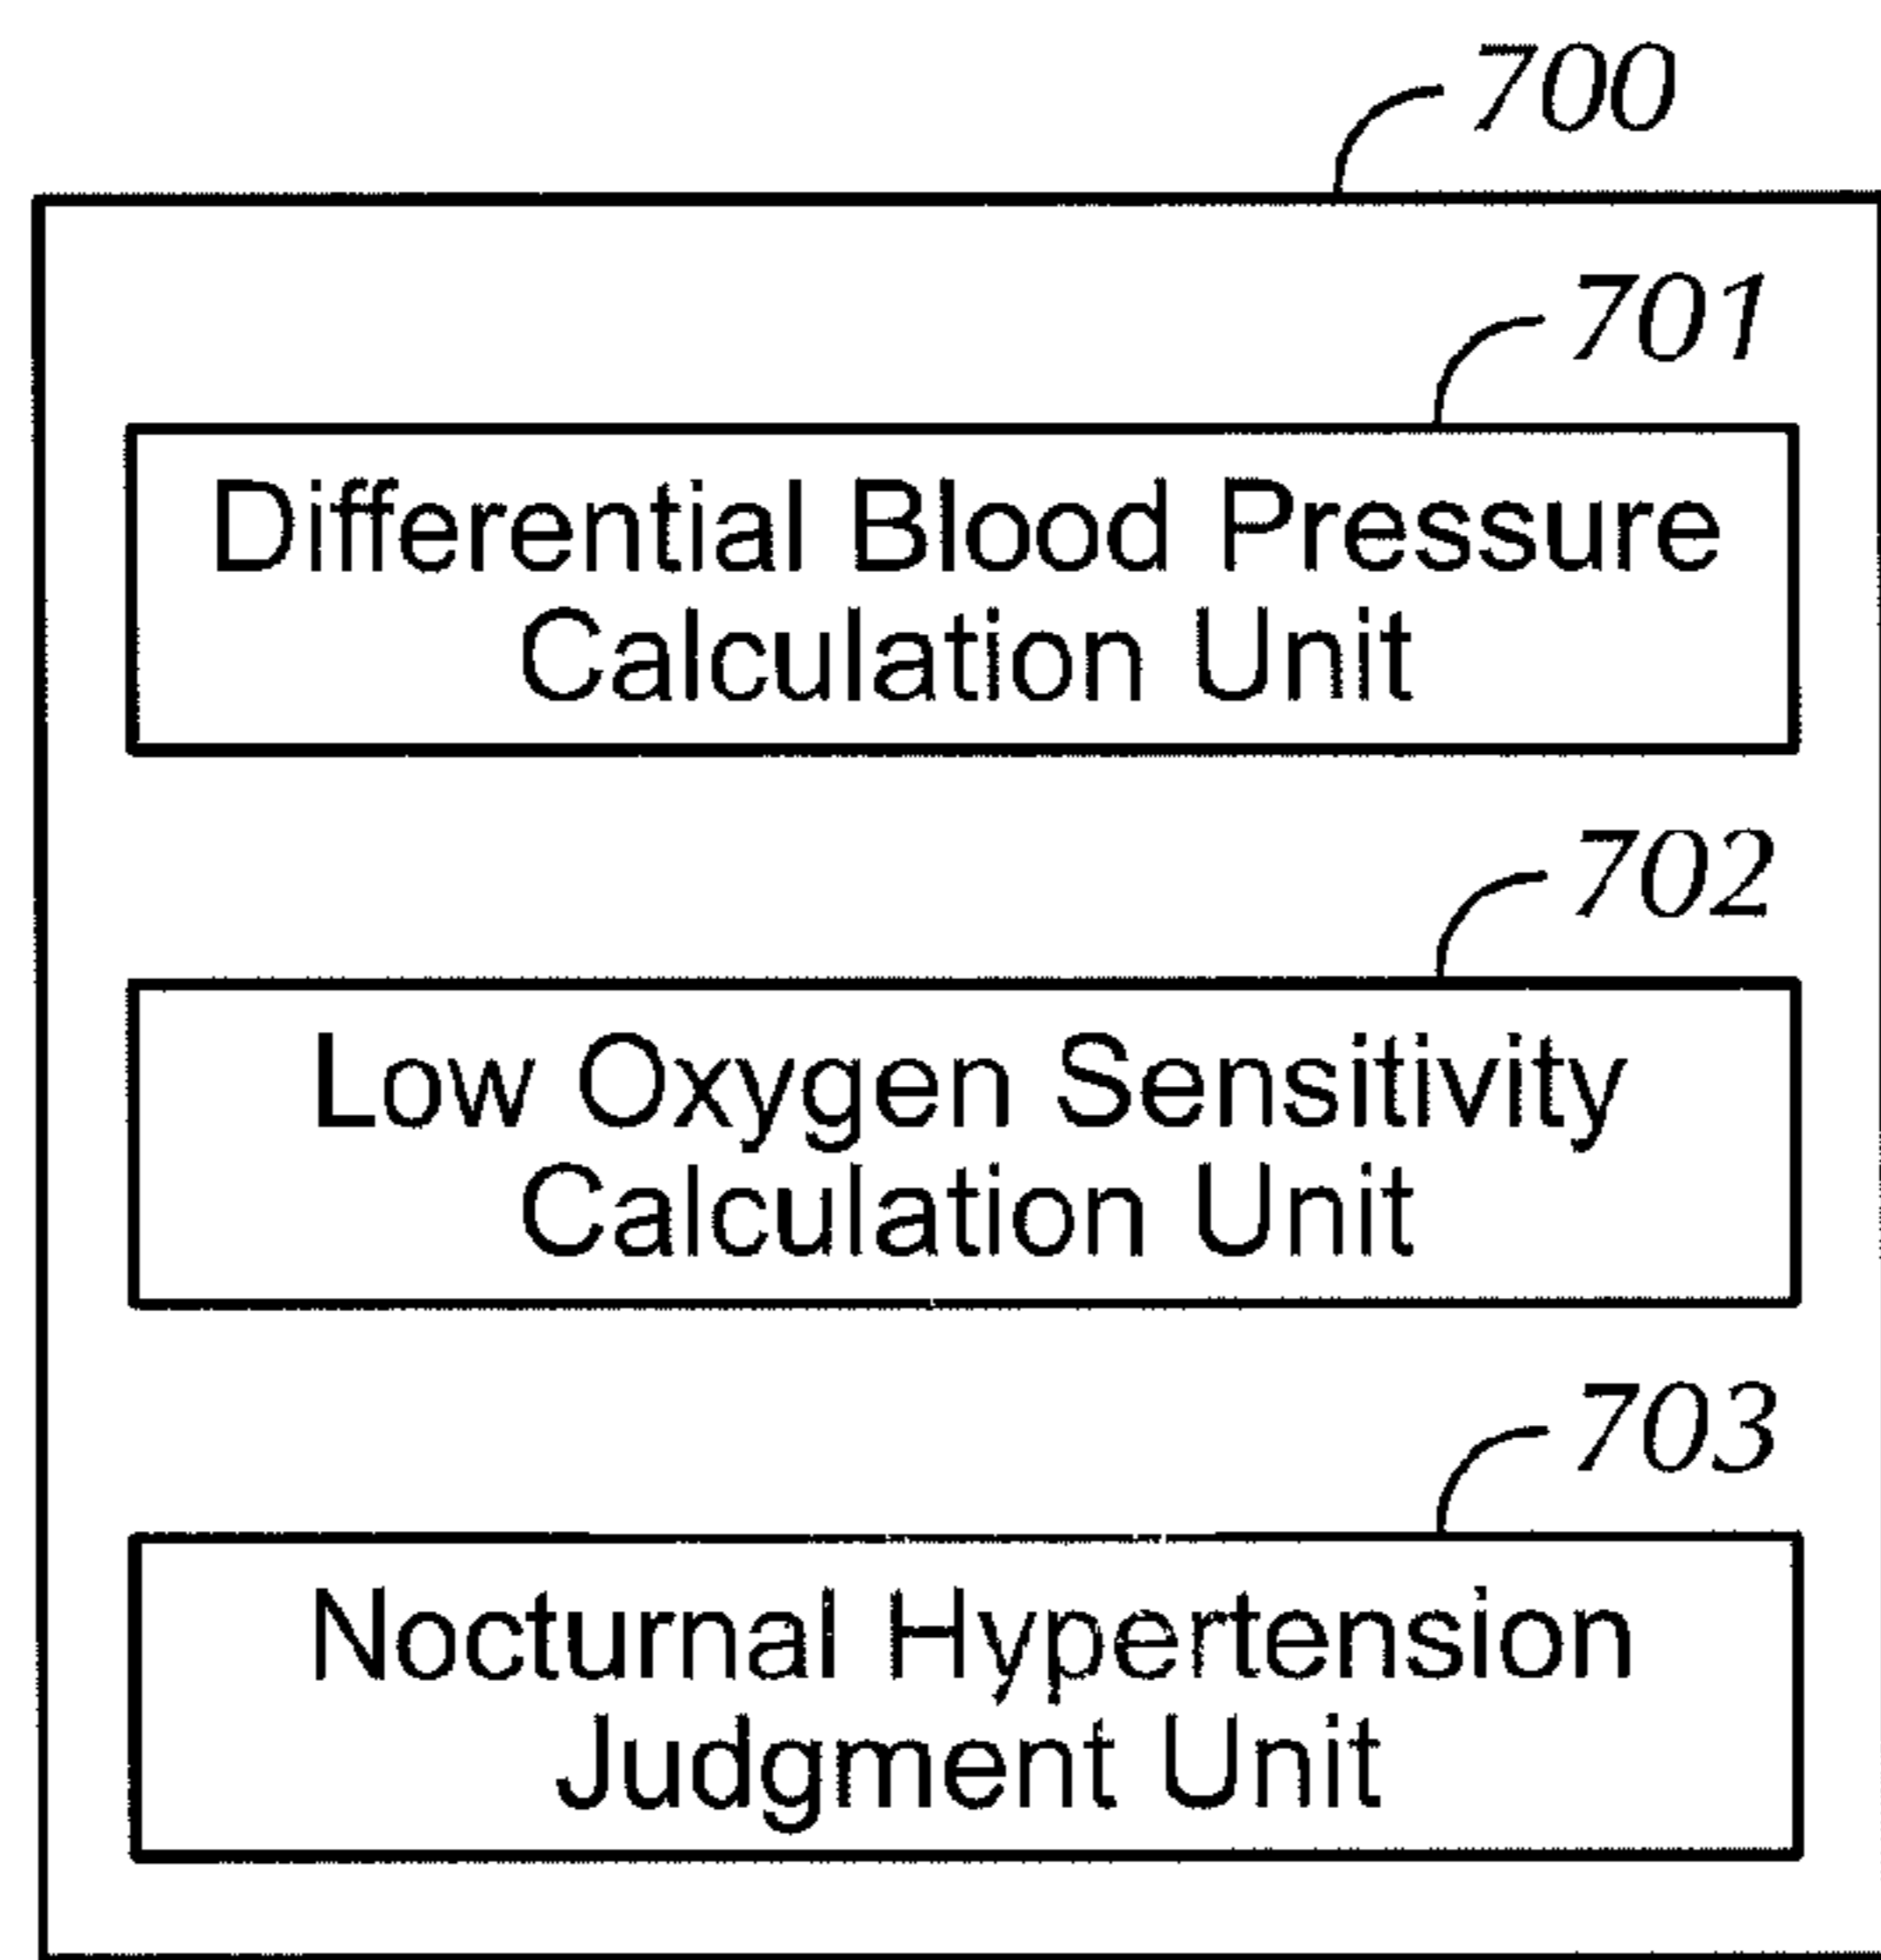 700
701
Differential Blood Pressure
Calculation Unit
702
Low Oxygen Sensitivity
Calculation Unit
703
Nocturnal Hypertension
Judgment Unit